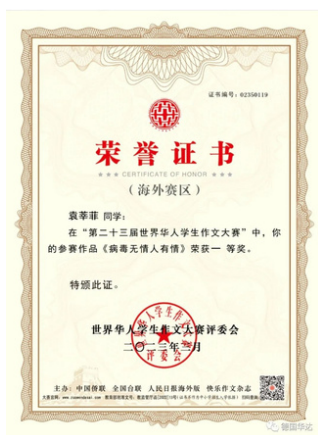 证书编号：02350119
荣誉证书
CERTIFICATE OF HONOR
（海外赛区）
袁莘菲 同学：
在“第二十三届世界华人学生作文大赛”中，你
的参赛作品《病毒无情人有情》荣获一 等奖。
特颁此证。
世界华人学生作文大赛评委会
二〇二三年三月
主办：中国侨联 全国台联 人民日报海外版 快乐作文杂志
德国华达